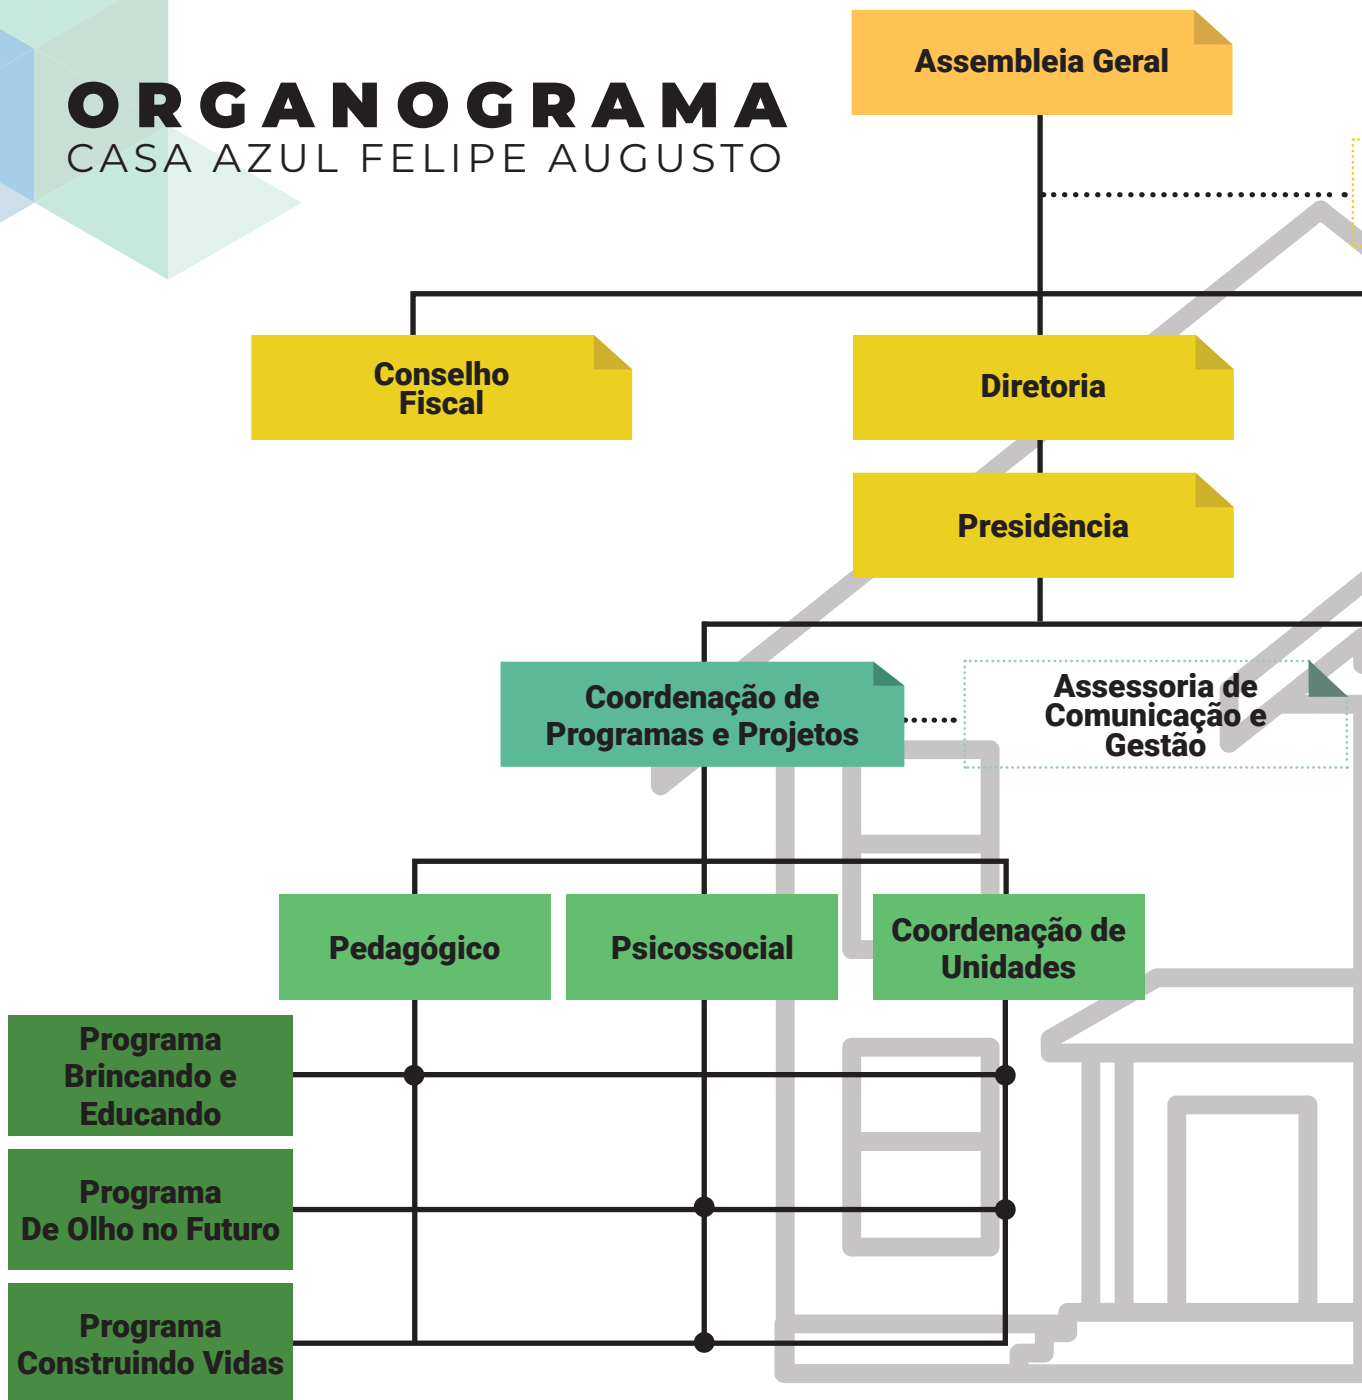 ORGANOGRAMA
CASA AZUL FELIPE AUGUSTO
Assembleia Geral
Conselho
Fiscal
Diretoria
Presidência
Coordenação de
Programas e Projetos
Assessoria de
Comunicação e
Gestão
Pedagógico
Psicossocial
Coordenação de
Unidades
Programa
Brincando e
Educando
Programa
De Olho no Futuro
Programa
Construindo Vidas